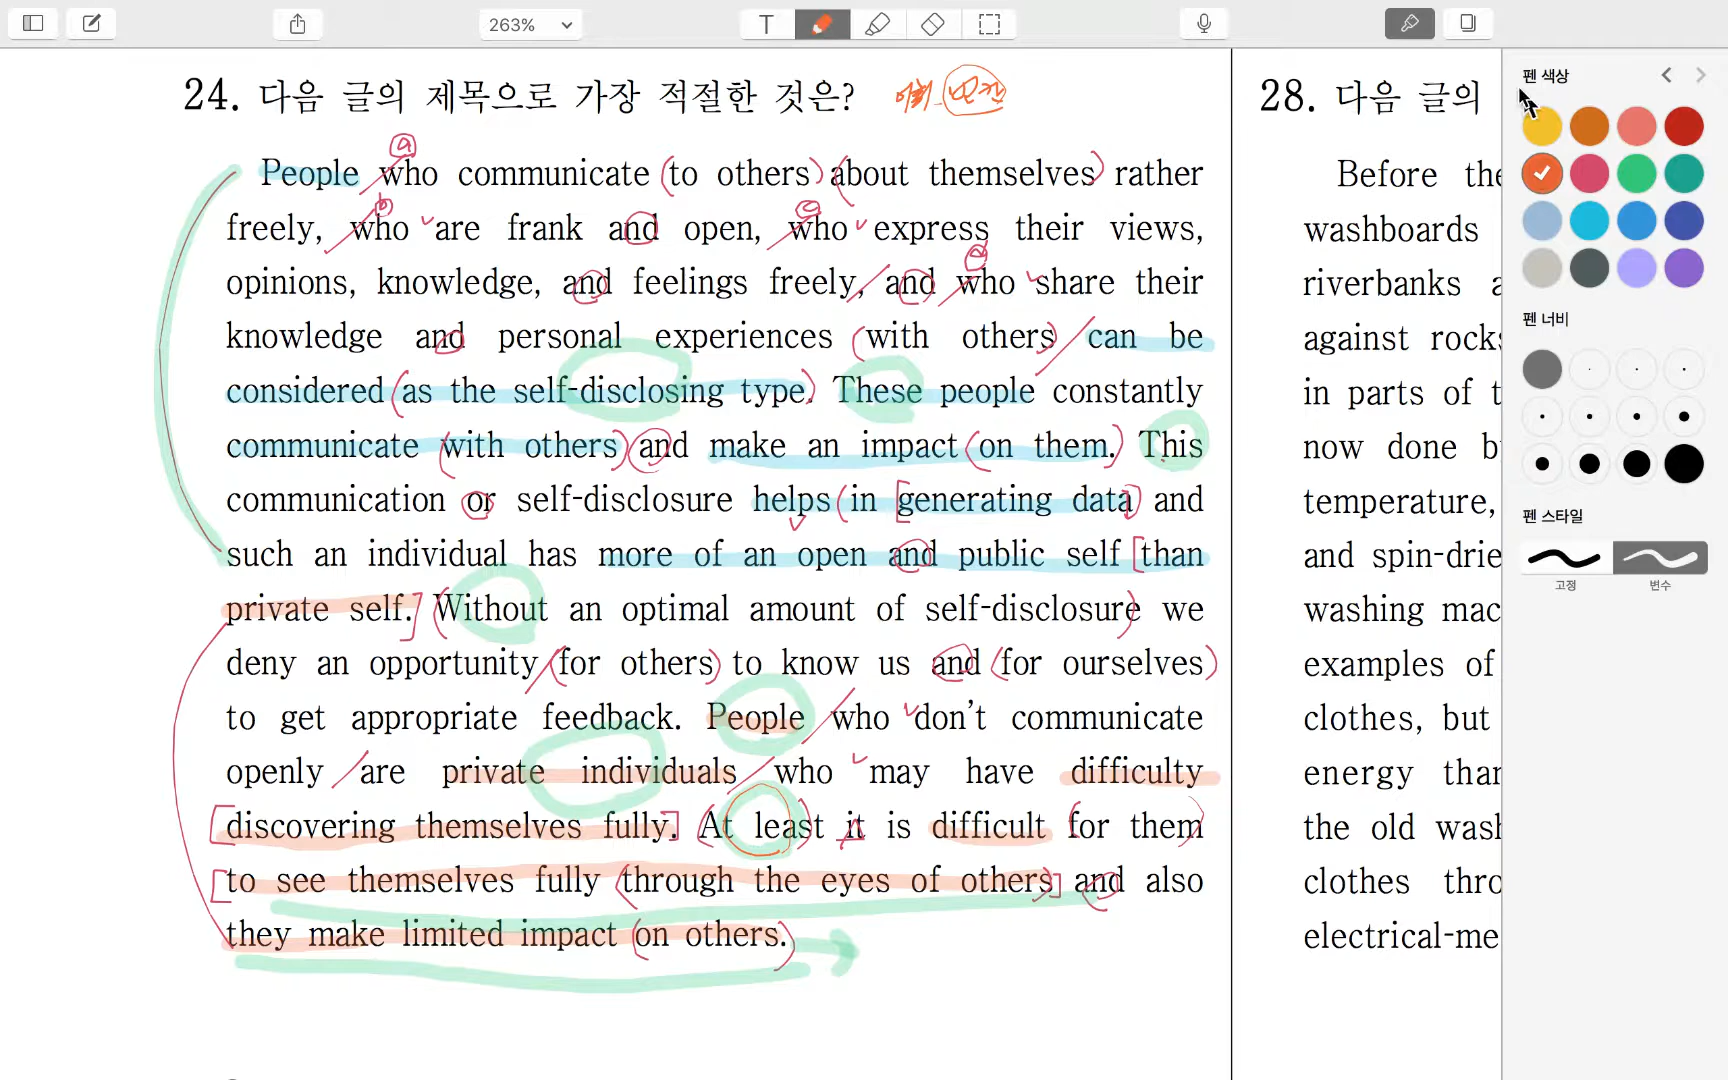 263%
T
24. 다음 글의 제목으로 가장 적절한 것은?
People who communicate to others about themselves rather
freely, who are frank and open, who express their views,
opinions, knowledge, and feelings freely, and who share their
knowledge and personal experiences with others can be
considered as the self-disclosing type. These people constantly
communicate with others and make an impact on them. This
communication or self-disclosure helps in generating data and
such an individual has more of an open and public self than
private self. Without an optimal amount of self-disclosure we
deny an opportunity for others to know us and for ourselves
to get appropriate feedback. People who don't communicate
openly are private individuals who may have difficulty
discovering themselves fully. At least it is difficult for them
to see themselves fully through the eyes of others and also
they make limited impact on others.
28. 다음 글의
Before the
washboards
riverbanks a
against rocks
in parts of t
now done b
temperature,
and spin-drie
washing mac
examples of
clothes, but
energy than
the old wash
clothes thro
electrical-me
펜 색상
펜 너비
펜 스타일
고정
변수